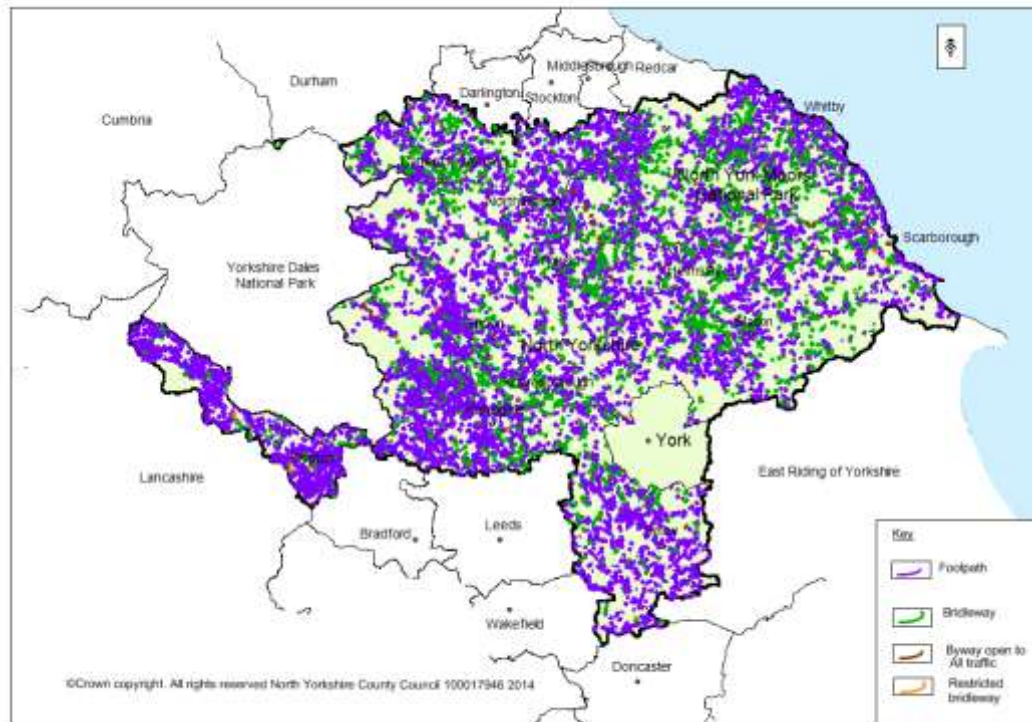 Middlesbrough
Redcar
Durham
Darlington
Stockton
Whitby
Cumbria
North York Moors
National Park
Scarborough
Yorkshire Dales
National Park
North Yorkshire
York
Lancashire
East Riding of Yorkshire
Bradford
Leeds
Wakefield
Doncaster
Key
Footpath
Bridleway
Byway open to
All traffic
Restricted
bridleway
©Crown copyright. All rights reserved North Yorkshire County Council 100017946 2014